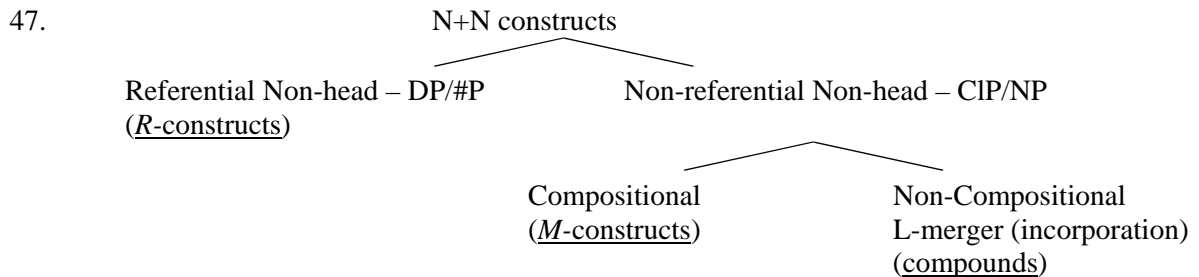 47. N+N constructs
Referential Non-head – DP/#P Non-referential Non-head – ClP/NP
(R-constructs)
Compositional Non-Compositional
(M-constructs) L-merger (incorporation)
(compounds)